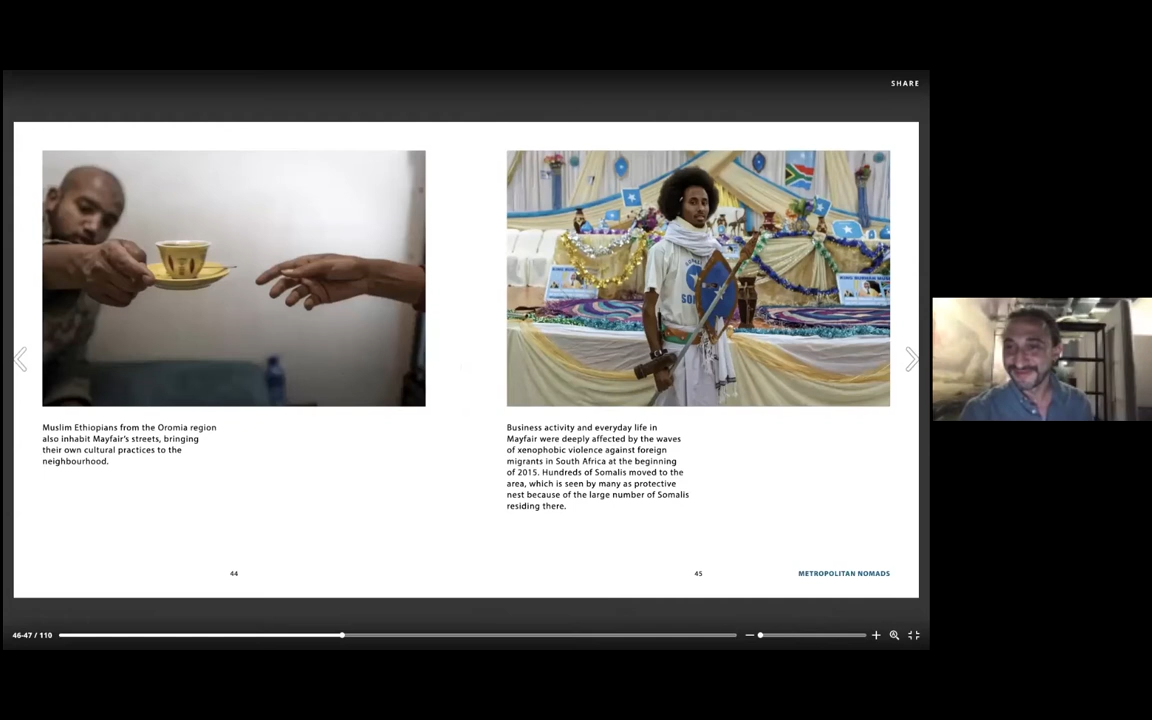 SHARE
Muslim Ethiopians from the Oromia region
also inhabit Mayfair's streets, bringing
their own cultural practices to the
neighbourhood.
Business activity and everyday life in
Mayfair were deeply affected by the waves
of xenophobic violence against foreign
migrants in South Africa at the beginning
of 2015. Hundreds of Somalis moved to the
area, which is seen by many as protective
nest because of the large number of Somalis
residing there.
44
45
METROPOLITAN NOMADS
46-47 / 110